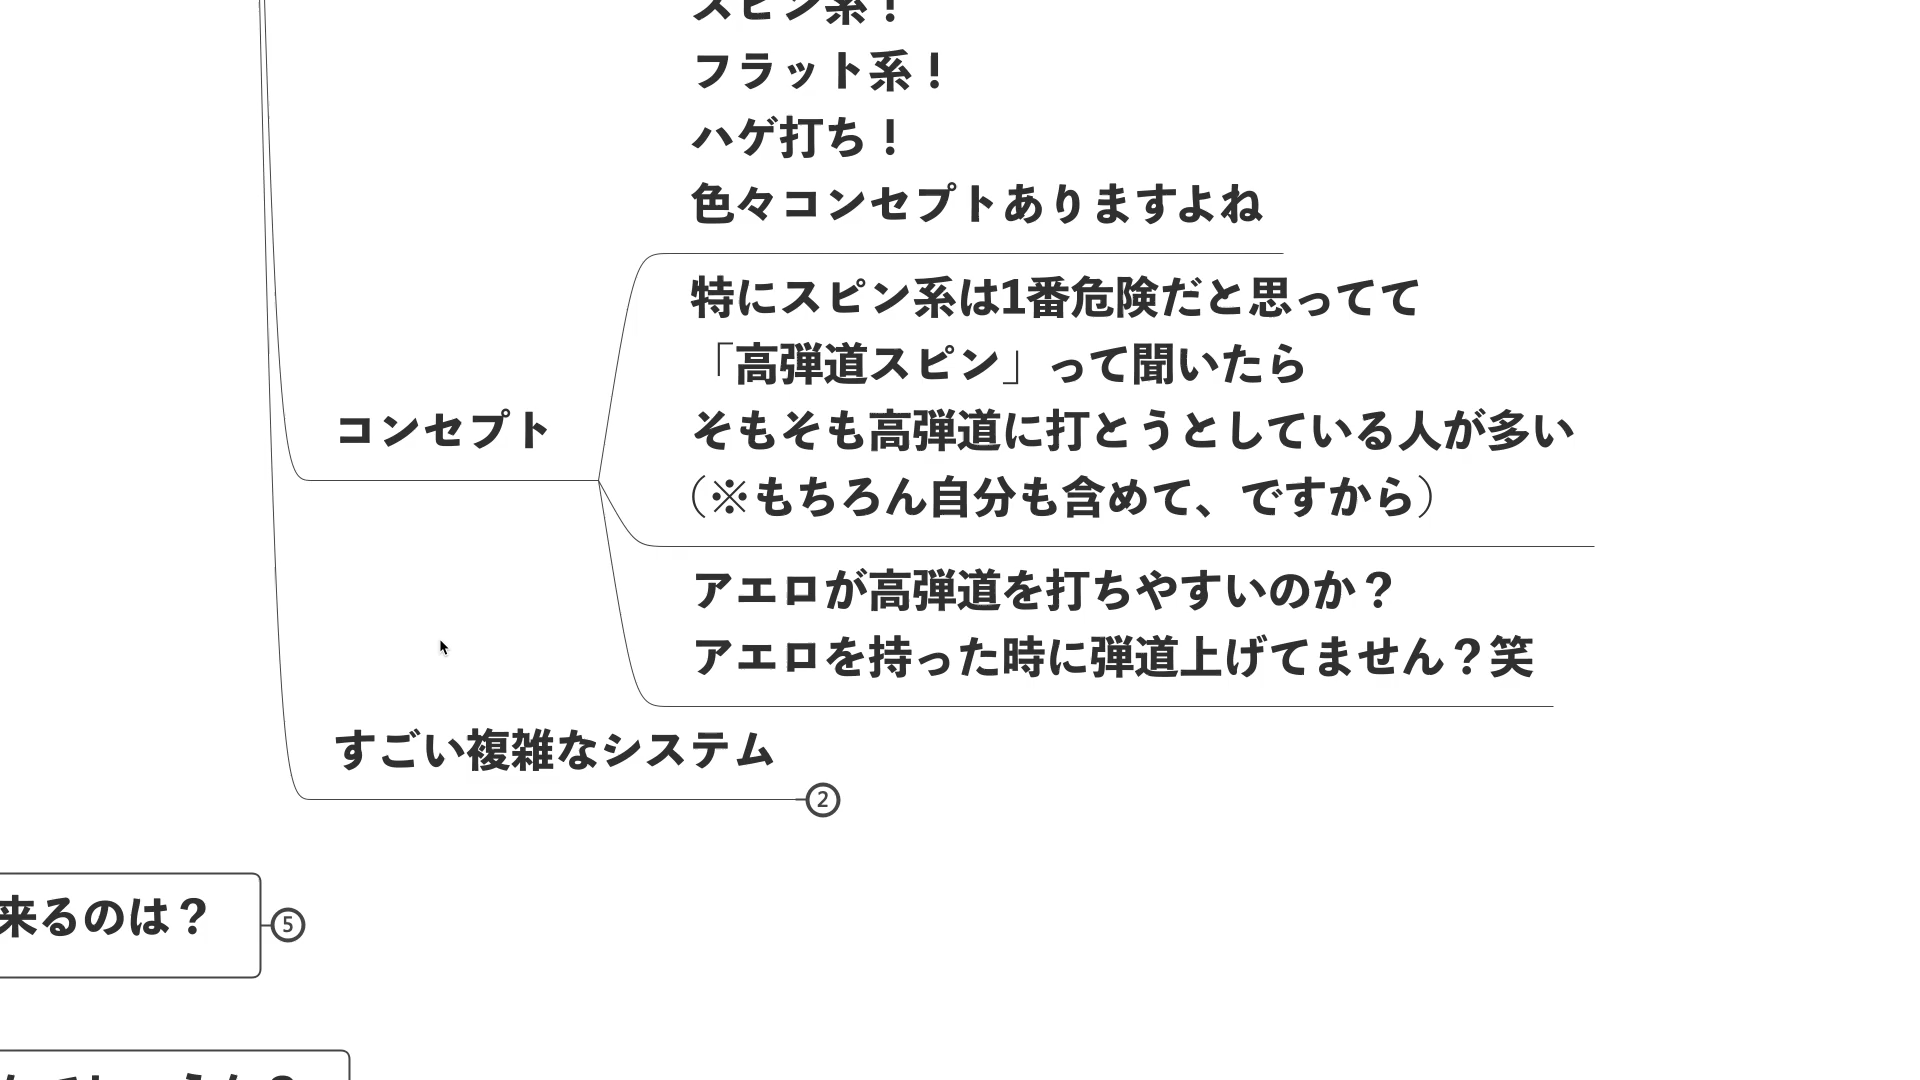 スピン系！
フラット系！
ハゲ打ち！
色々コンセプトありますよね
特にスピン系は1番危険だと思ってて
「高弾道スピン」って聞いたら
そもそも高弾道に打とうとしている人が多い
（※もちろん自分も含めて、ですから）
コンセプト
アエロが高弾道を打ちやすいのか？
アエロを持った時に弾道上げてません？笑
すごい複雑なシステム
2
来るのは？
5